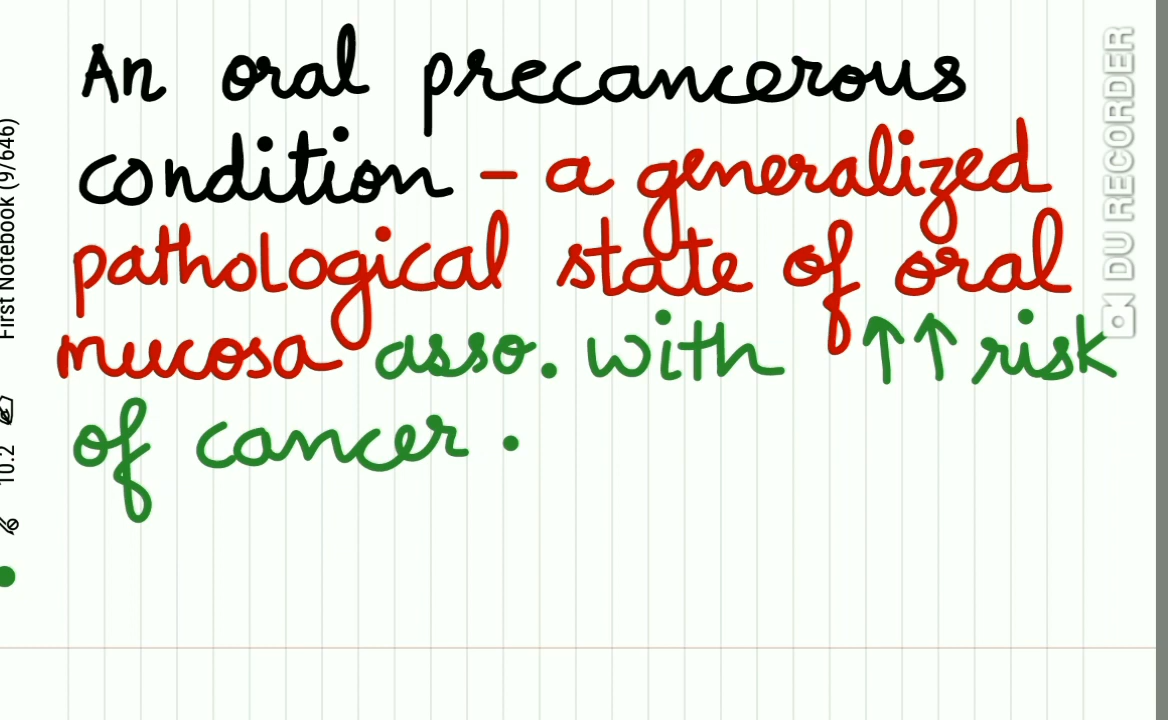 An oral precancerous
condition - a generalized
pathological state of oral
mucosa asso. with ↑↑ risk
of cancer.
First Notebook (9/646)
10.2
DU RECORDER